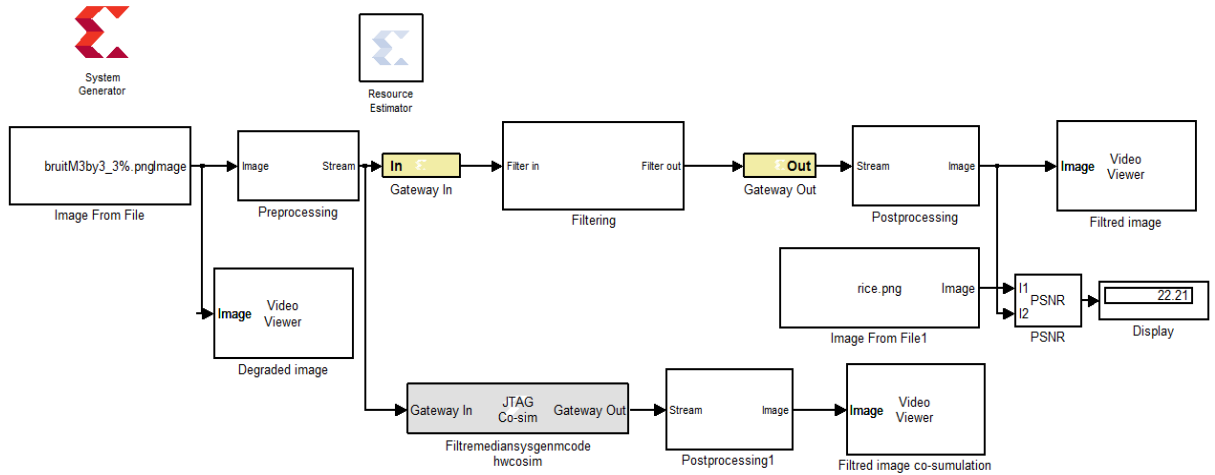 System
Generator
Resource
Estimator
bruitM3by3_3%.pngImage
Image From File
Image
Stream
Preprocessing
In
Gateway In
Filter in
Filter out
Filtering
Out
Gateway Out
Stream
Image
Postprocessing
Image
Video
Viewer
Filtred image
Image
Video
Viewer
Degraded image
rice.png
Image
Image From File1
I1
PSNR
I2
PSNR
22.21
Display
Gateway In
JTAG
Co-sim
Gateway Out
Filtremediansysgenmcode
hwcosim
Stream
Image
Postprocessing1
Image
Video
Viewer
Filtred image co-sumulation